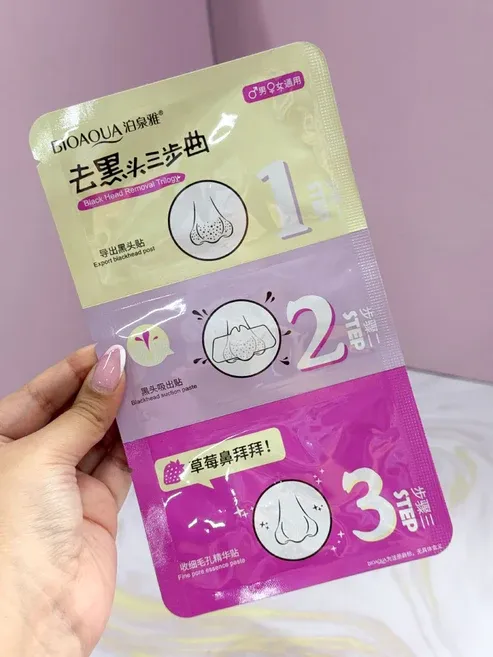 ♂男♀女通用
BIOAQUA 泊泉雅®
去黑头三步曲
Black Head Removal Trilogy
1
导出黑头贴
Export blackhead post
2
步骤二
STEP
黑头吸出贴
Blackhead suction paste
草莓鼻拜拜!
3
步骤三
STEP
收细毛孔精华贴
Fine pore essence paste